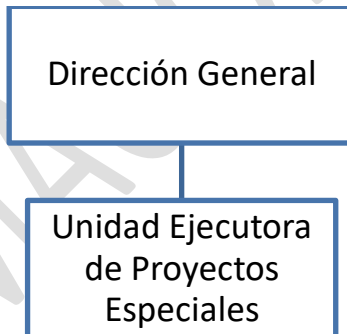 Dirección General
Unidad Ejecutora
de Proyectos
Especiales